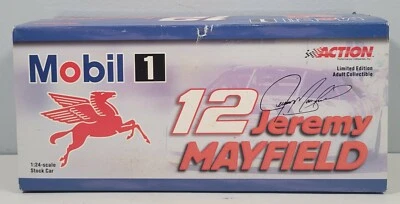 Mobil 1
ACTION
Limited Edition
Adult Collectible
12 Jeremy
MAYFIELD
1:24-scale
Stock Car